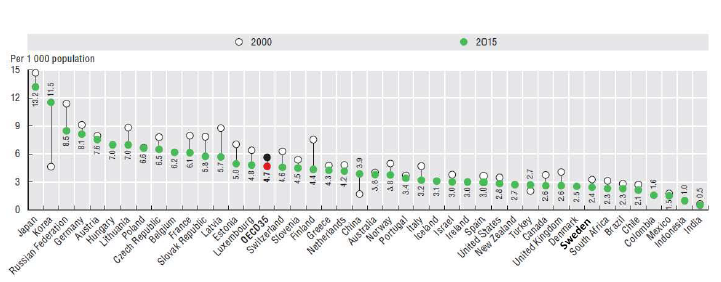 2000 2015
Per 1 000 population
15
12
9
6
3
0
13.2 11.5 8.5 8.1 7.6 7.0 7.0 6.6 6.5 6.2 6.1 5.8 5.7 5.0 4.8 4.7 4.6 4.5 4.4 4.3 4.2 3.9 3.8 3.8 3.4 3.2 3.1 3.0 3.0 3.0 2.8 2.7 2.7 2.6 2.6 2.5 2.4 2.3 2.3 2.1 1.6 1.5 1.0 0.5
Japan
Korea
Russian Federation
Germany
Austria
Hungary
Lithuania
Poland
Czech Republic
Belgium
France
Slovak Republic
Latvia
Estonia
Luxembourg
OECD35
Switzerland
Slovenia
Finland
Greece
Netherlands
China
Australia
Norway
Portugal
Italy
Iceland
Israel
Ireland
Spain
United States
New Zealand
Turkey
Canada
United Kingdom
Denmark
Sweden
South Africa
Brazil
Chile
Colombia
Mexico
Indonesia
India